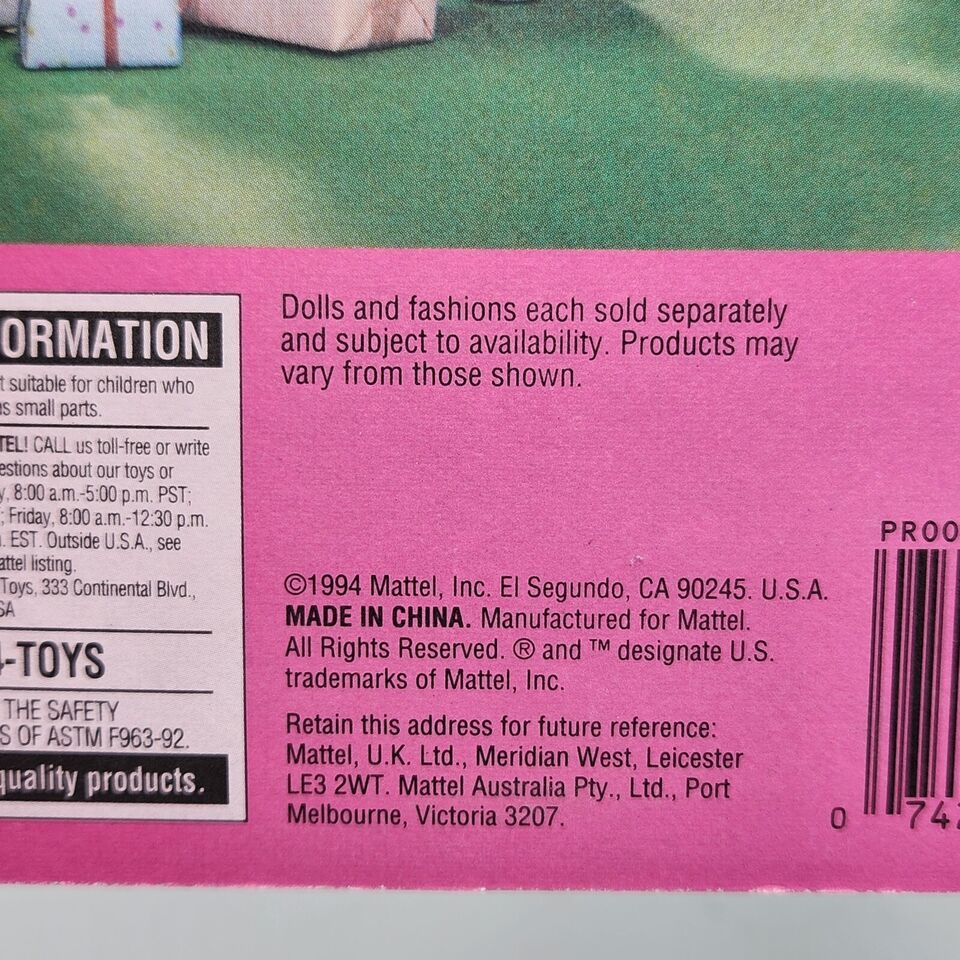 ORMATION
t suitable for children who
s small parts.
TEL! CALL us toll-free or write
estions about our toys or
y, 8:00 a.m.-5:00 p.m. PST;
; Friday, 8:00 a.m.-12:30 p.m.
. EST. Outside U.S.A., see
attel listing.
Toys, 333 Continental Blvd.,
SA
-TOYS
THE SAFETY
S OF ASTM F963-92.
quality products.
Dolls and fashions each sold separately
and subject to availability. Products may
vary from those shown.
©1994 Mattel, Inc. El Segundo, CA 90245. U.S.A.
MADE IN CHINA. Manufactured for Mattel.
All Rights Reserved. ® and ™ designate U.S.
trademarks of Mattel, Inc.
Retain this address for future reference:
Mattel, U.K. Ltd., Meridian West, Leicester
LE3 2WT. Mattel Australia Pty., Ltd., Port
Melbourne, Victoria 3207.
PROO
0 74